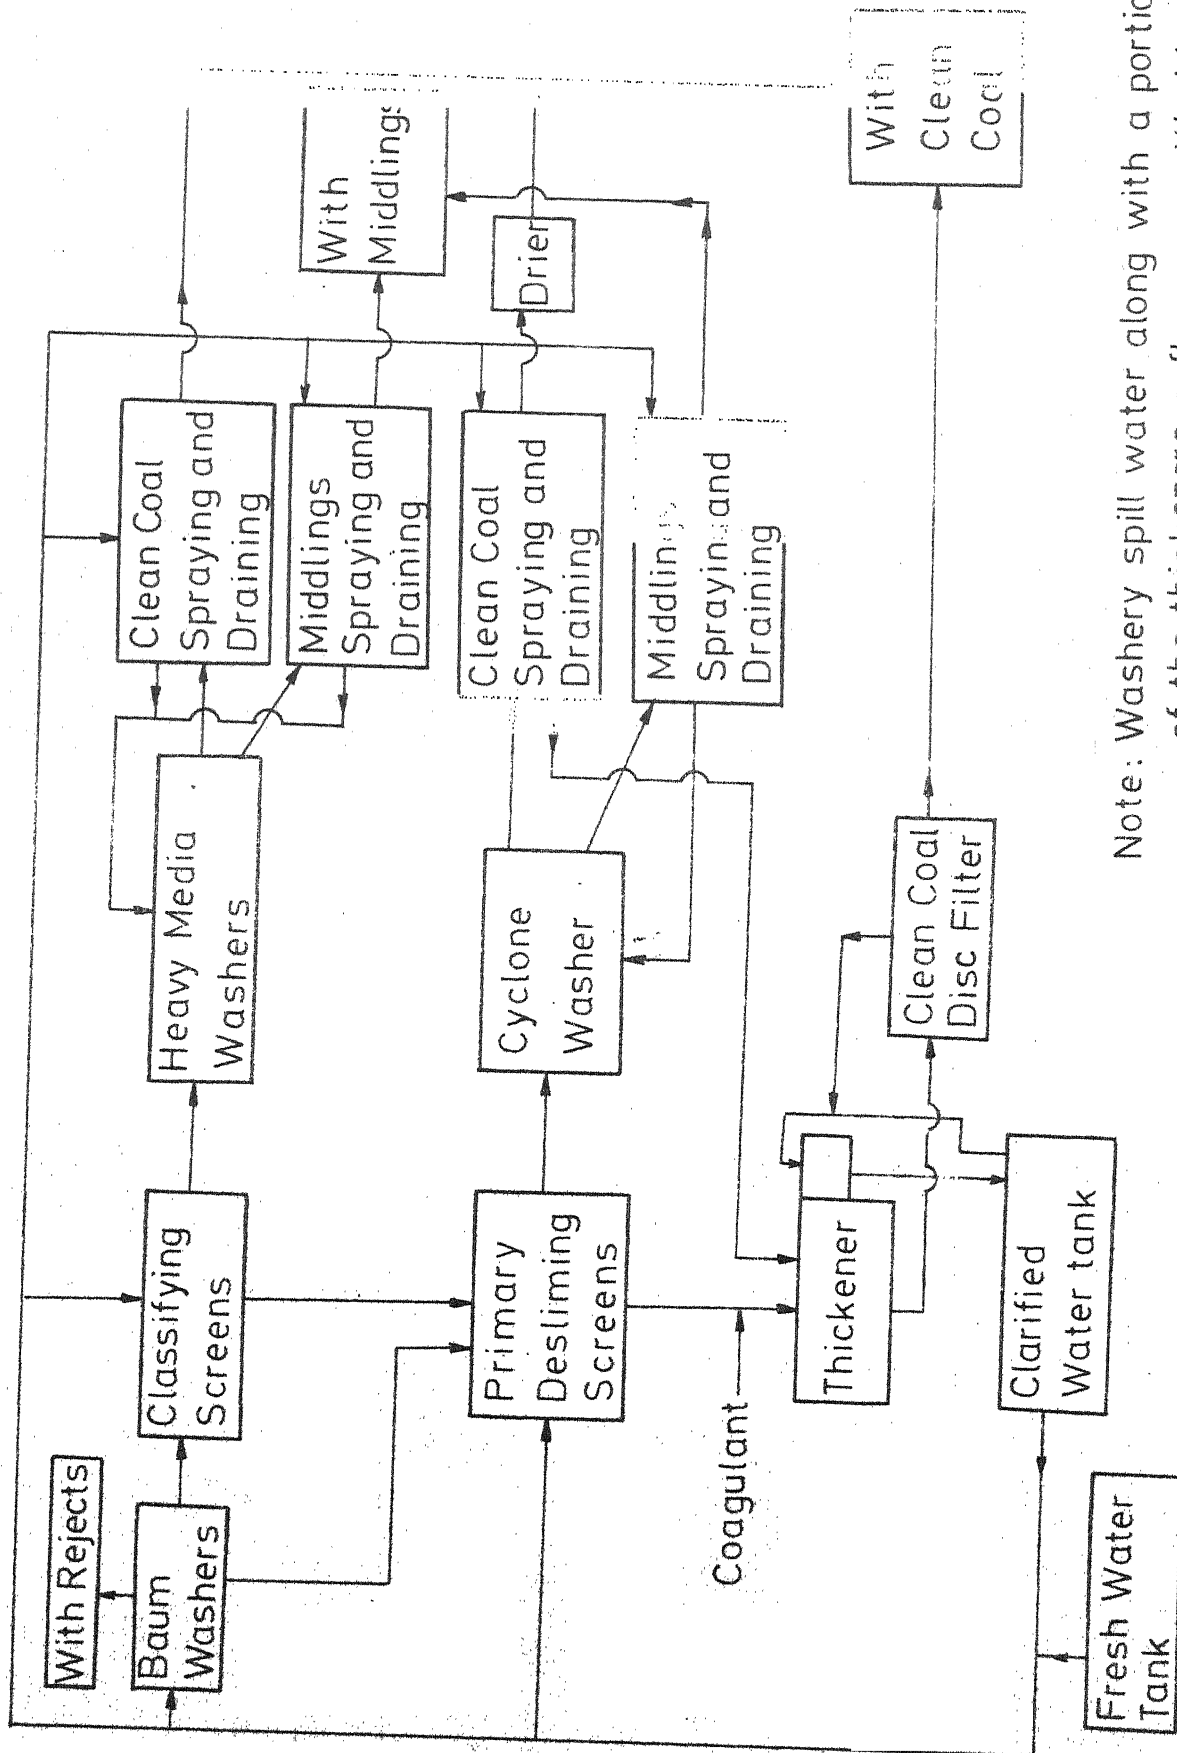 With Rejects
Baum
Washers
Classifying
Screens
Heavy Media
Washers
Clean Coal
Spraying and
Draining
Middlings
Spraying and
Draining
With
Middlings
Primary
Desliming
Screens
Cyclone
Washer
Clean Coal
Spraying and
Draining
Drier
Middlings
Spraying and
Draining
Coagulant
Thickener
Clean Coal
Disc Filter
With
Clean
Coal
Clarified
Water tank
Fresh Water
Tank
Note: Washery spill water along with a